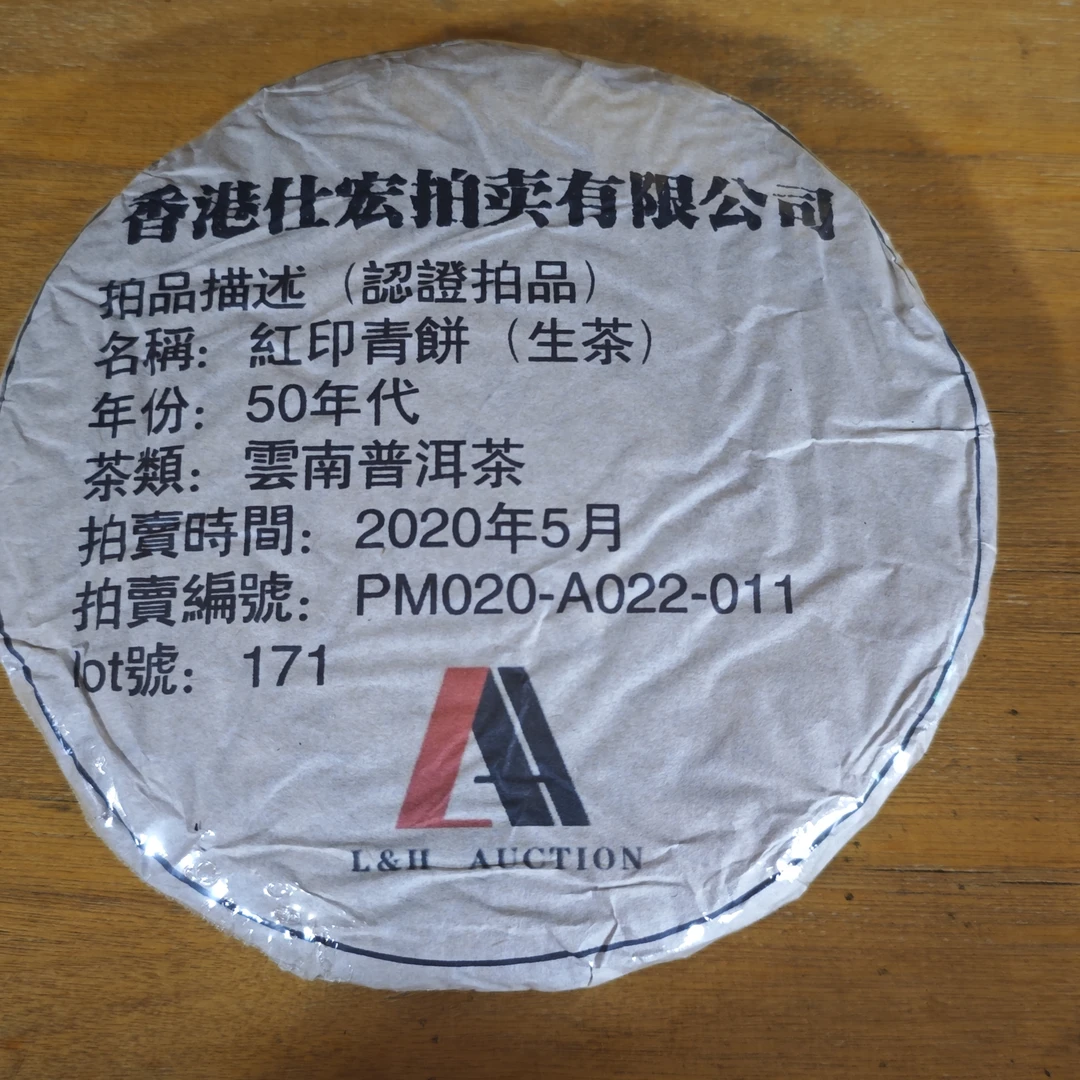 香港仕宏拍卖有限公司
拍品描述（認證拍品）
名稱：紅印青餅（生茶）
年份：50年代
茶類：雲南普洱茶
拍賣時間：2020年5月
拍賣編號：PM020-A022-011
lot號：171
L&H AUCTION